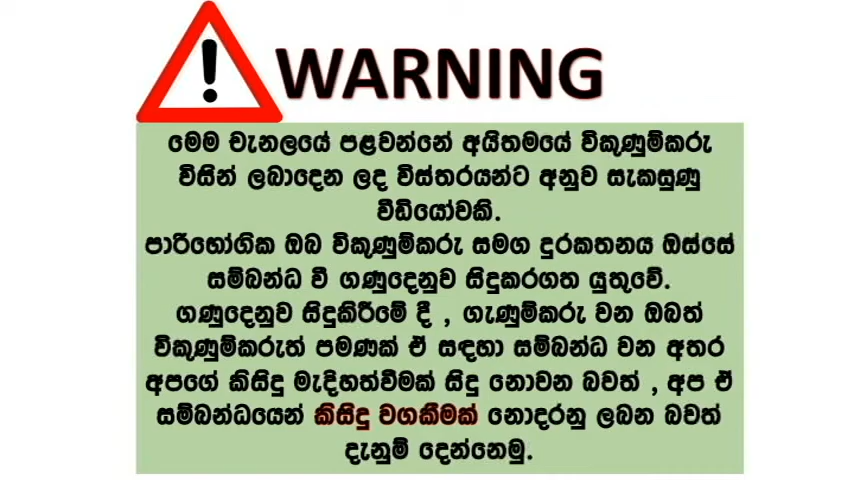 WARNING
මෙම චැනලයේ පළවන්නේ අයිතමයේ විකුණුම්කරු
විසින් ලබාදෙන ලද විස්තරයන්ට අනුව සැකසුණු
වීඩියෝවකි.
පාරිභෝගික ඔබ විකුණුම්කරු සමග දුරකතනය ඔස්සේ
සම්බන්ධ වී ගණුදෙනුව සිදුකරගත යුතුවේ.
ගණුදෙනුව සිදුකිරීමේ දී , ගැණුම්කරු වන ඔබත්
විකුණුම්කරුත් පමණක් ඒ සඳහා සම්බන්ධ වන අතර
අපගේ කිසිදු මැදිහත්වීමක් සිදු නොවන බවත් , අප ඒ
සම්බන්ධයෙන් කිසිදු වගකීමක් නොදරනු ලබන බවත්
දැනුම් දෙන්නෙමු.